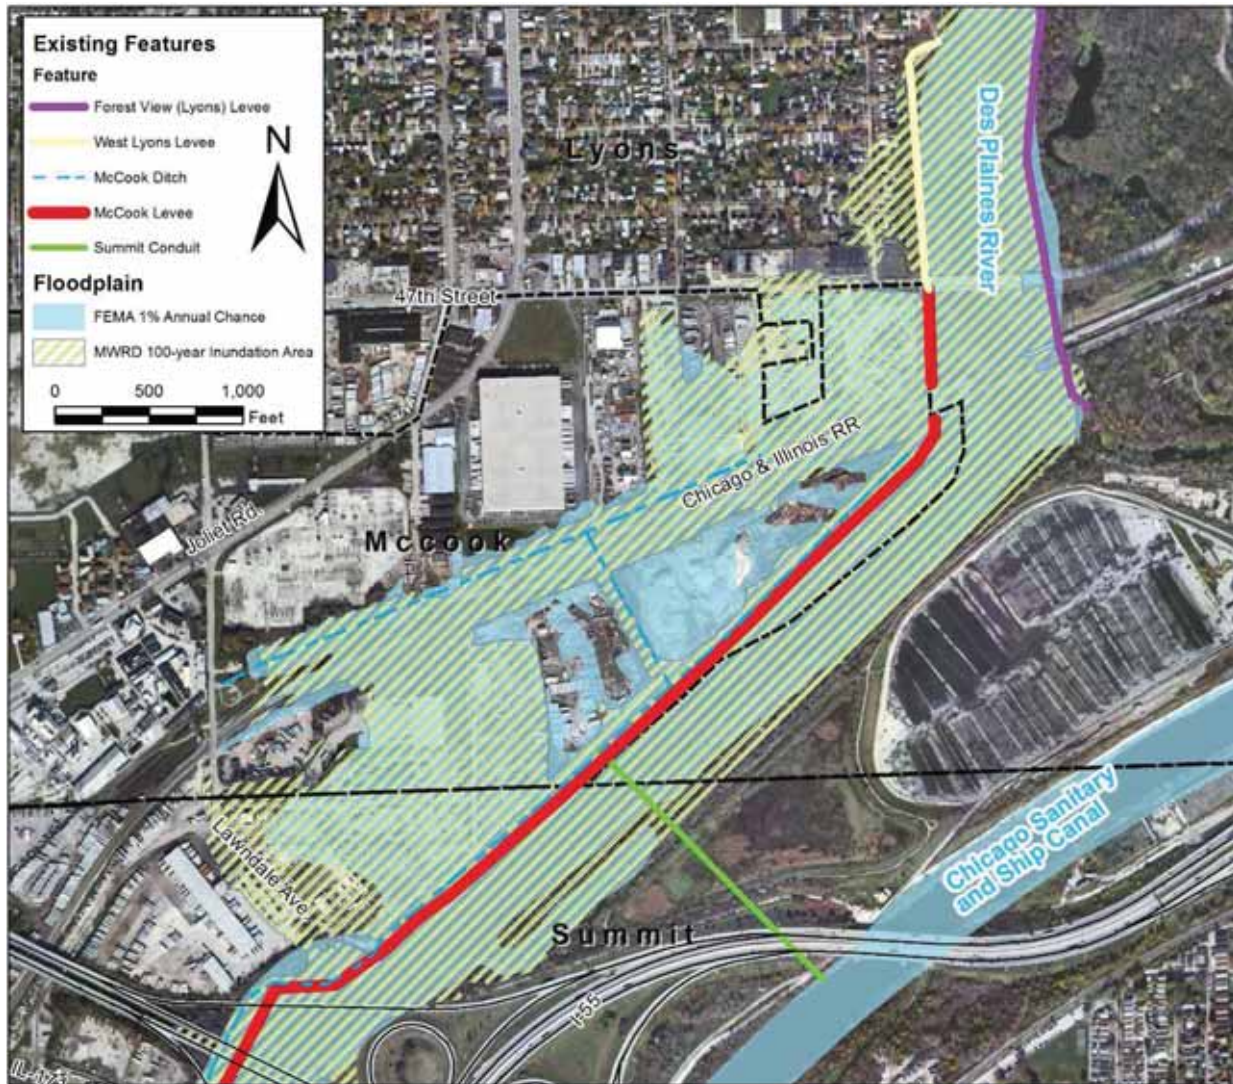 Existing Features
Feature
Forest View (Lyons) Levee
West Lyons Levee
McCook Ditch
McCook Levee
Summit Conduit
N
Floodplain
FEMA 1% Annual Chance
MWRD 100-year Inundation Area
0 500 1,000
Feet
Lyons
Des Plaines River
47th Street
Chicago & Illinois RR
Joliet Rd.
Mccook
Lawndale Ave.
Chicago Sanitary
and Ship Canal
Summit
I-55